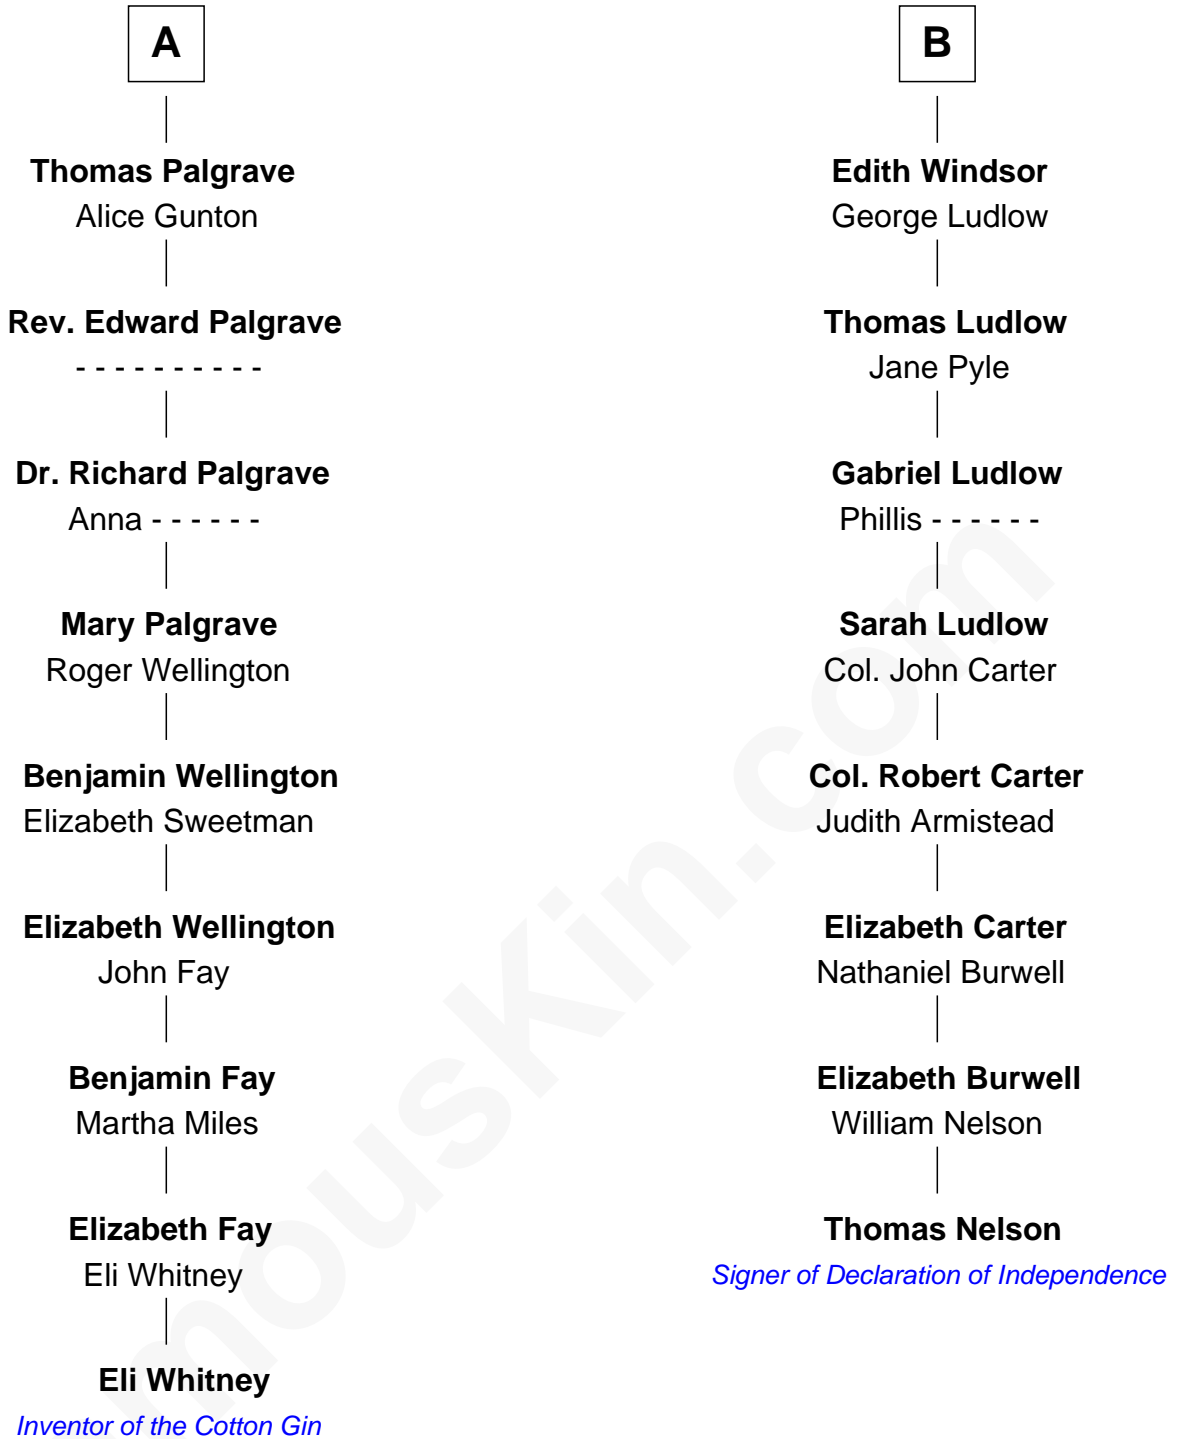 A
Thomas Palgrave
Alice Gunton
Rev. Edward Palgrave
- - - - - - - - - -
Dr. Richard Palgrave
Anna - - - - - -
Mary Palgrave
Roger Wellington
Benjamin Wellington
Elizabeth Sweetman
Elizabeth Wellington
John Fay
Benjamin Fay
Martha Miles
Elizabeth Fay
Eli Whitney
Eli Whitney
Inventor of the Cotton Gin
B
Edith Windsor
George Ludlow
Thomas Ludlow
Jane Pyle
Gabriel Ludlow
Phillis - - - - - -
Sarah Ludlow
Col. John Carter
Col. Robert Carter
Judith Armistead
Elizabeth Carter
Nathaniel Burwell
Elizabeth Burwell
William Nelson
Thomas Nelson
Signer of Declaration of Independence
mousKin.com